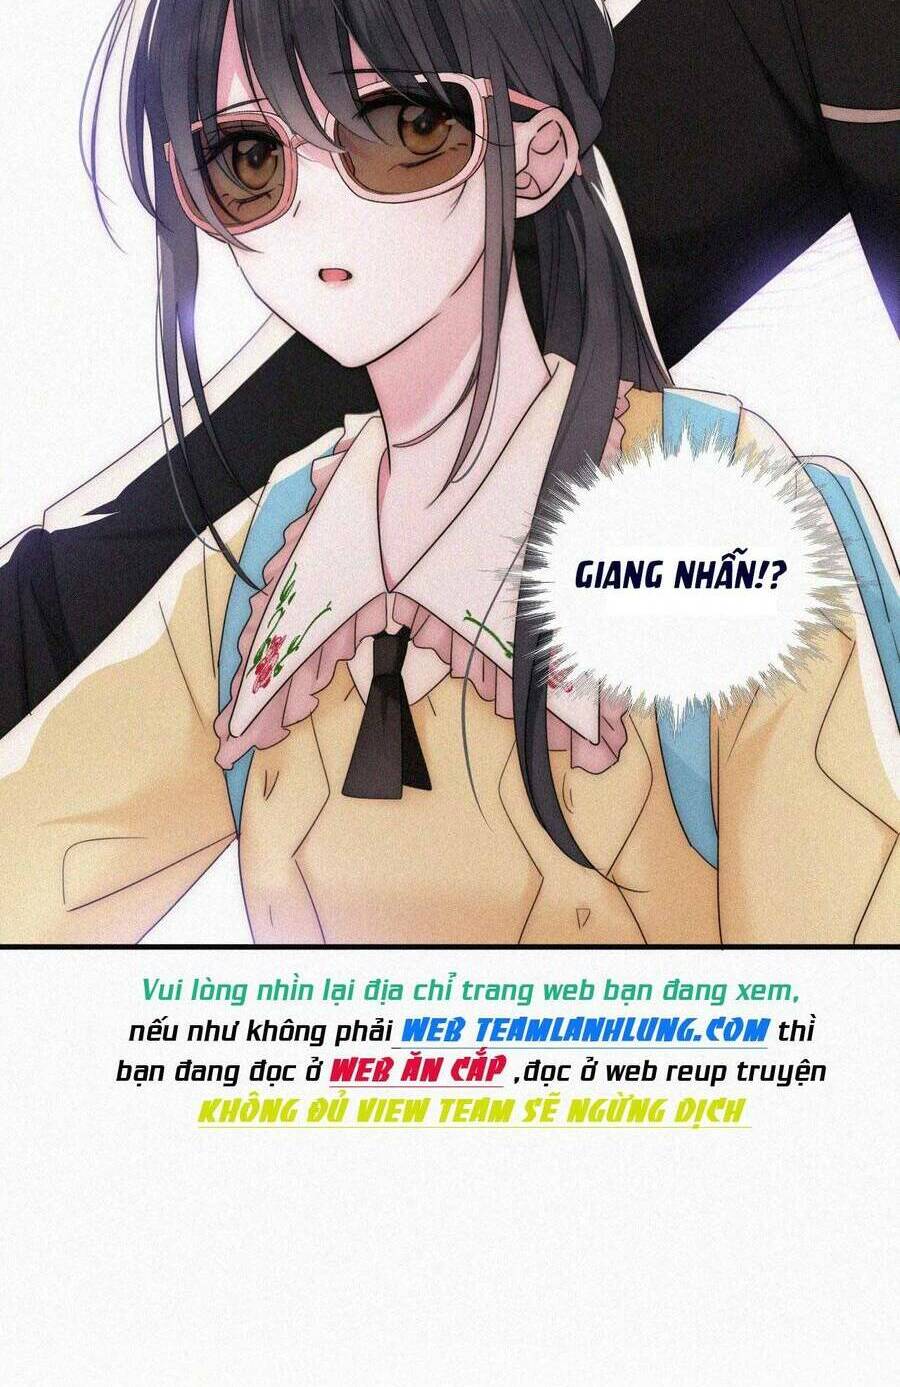 GIANG NHẪN!?
Vui lòng nhìn lại địa chỉ trang web bạn đang xem,
nếu như không phải WEB TEAMLANHLUNG.COM thì
bạn đang đọc ở WEB ĂN CẮP ,đọc ở web reup truyện
KHÔNG ĐỦ VIEW TEAM SẼ NGỪNG DỊCH